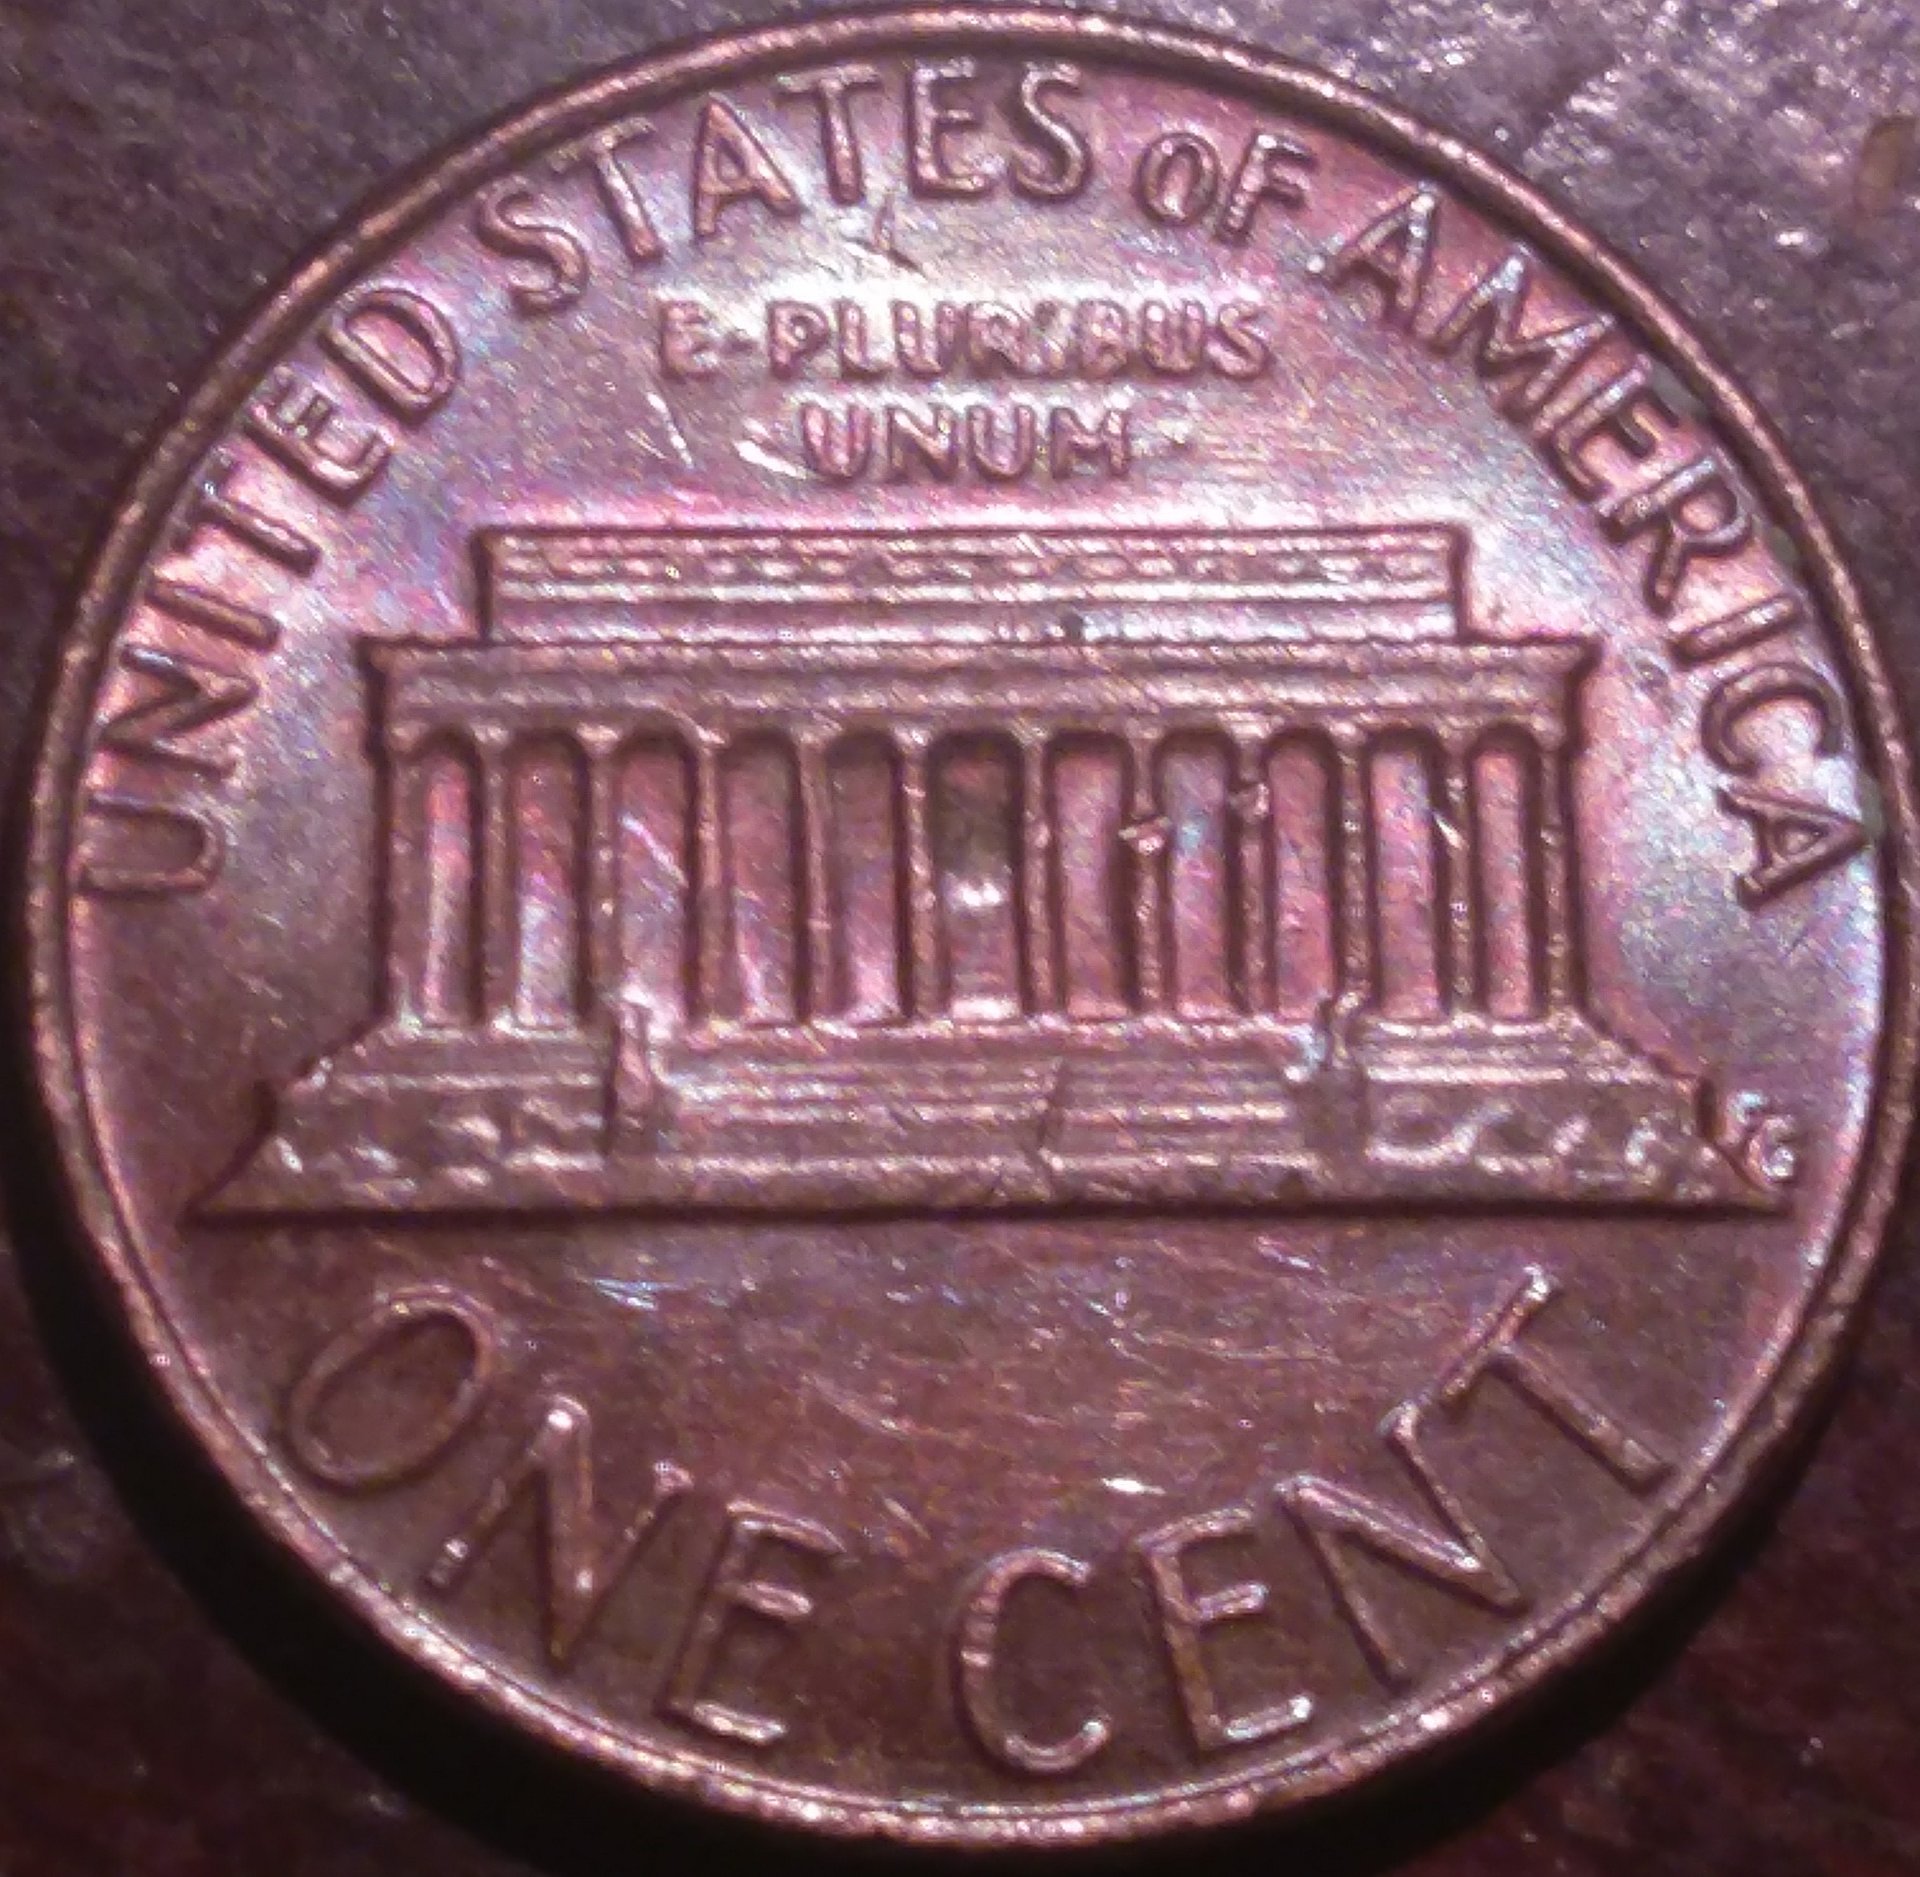 UNITED STATES OF AMERICA
E·PLURIBUS
UNUM
FG
ONE CENT